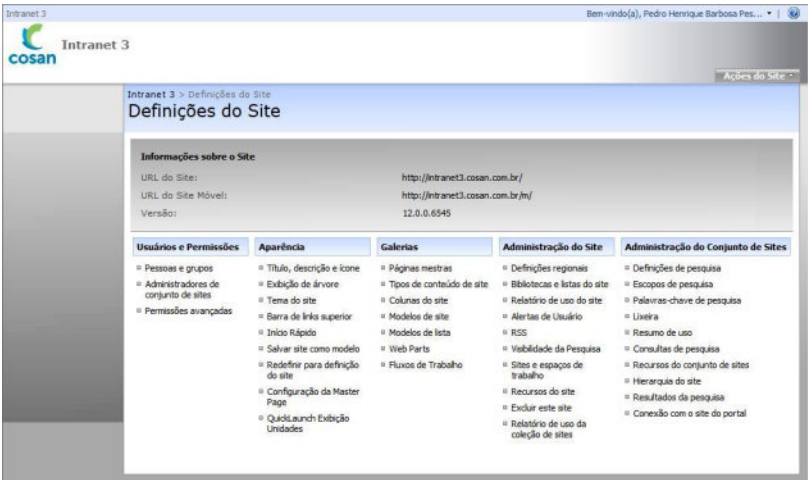 Intranet 3
Bem-vindo(a), Pedro Henrique Barbosa Pes... ▾ |
cosan
Intranet 3
Ações do Site
Intranet 3 > Definições do Site
Definições do Site
Informações sobre o Site
URL do Site: http://intranet3.cosan.com.br/
URL do Site Móvel: http://intranet3.cosan.com.br/m/
Versão: 12.0.0.6545
Usuários e Permissões
Pessoas e grupos
Administradores de
conjunto de sites
Permissões avançadas
Aparência
Título, descrição e ícone
Exibição de árvore
Tema do site
Barra de links superior
Início Rápido
Salvar site como modelo
Redefinir para definição
do site
Configuração da Master
Page
QuickLaunch Exibição
Unidades
Galerias
Páginas mestras
Tipos de conteúdo de site
Colunas do site
Modelos de site
Modelos de lista
Web Parts
Fluxos de Trabalho
Administração do Site
Definições regionais
Bibliotecas e listas do site
Relatório de uso do site
Alertas de Usuário
RSS
Visibilidade da Pesquisa
Sites e espaços de
trabalho
Recursos do site
Excluir este site
Relatório de uso da
coleção de sites
Administração do Conjunto de Sites
Definições de pesquisa
Escopos de pesquisa
Palavras-chave de pesquisa
Lixeira
Resumo de uso
Consultas de pesquisa
Recursos do conjunto de sites
Hierarquia do site
Resultados da pesquisa
Conexão com o site do portal